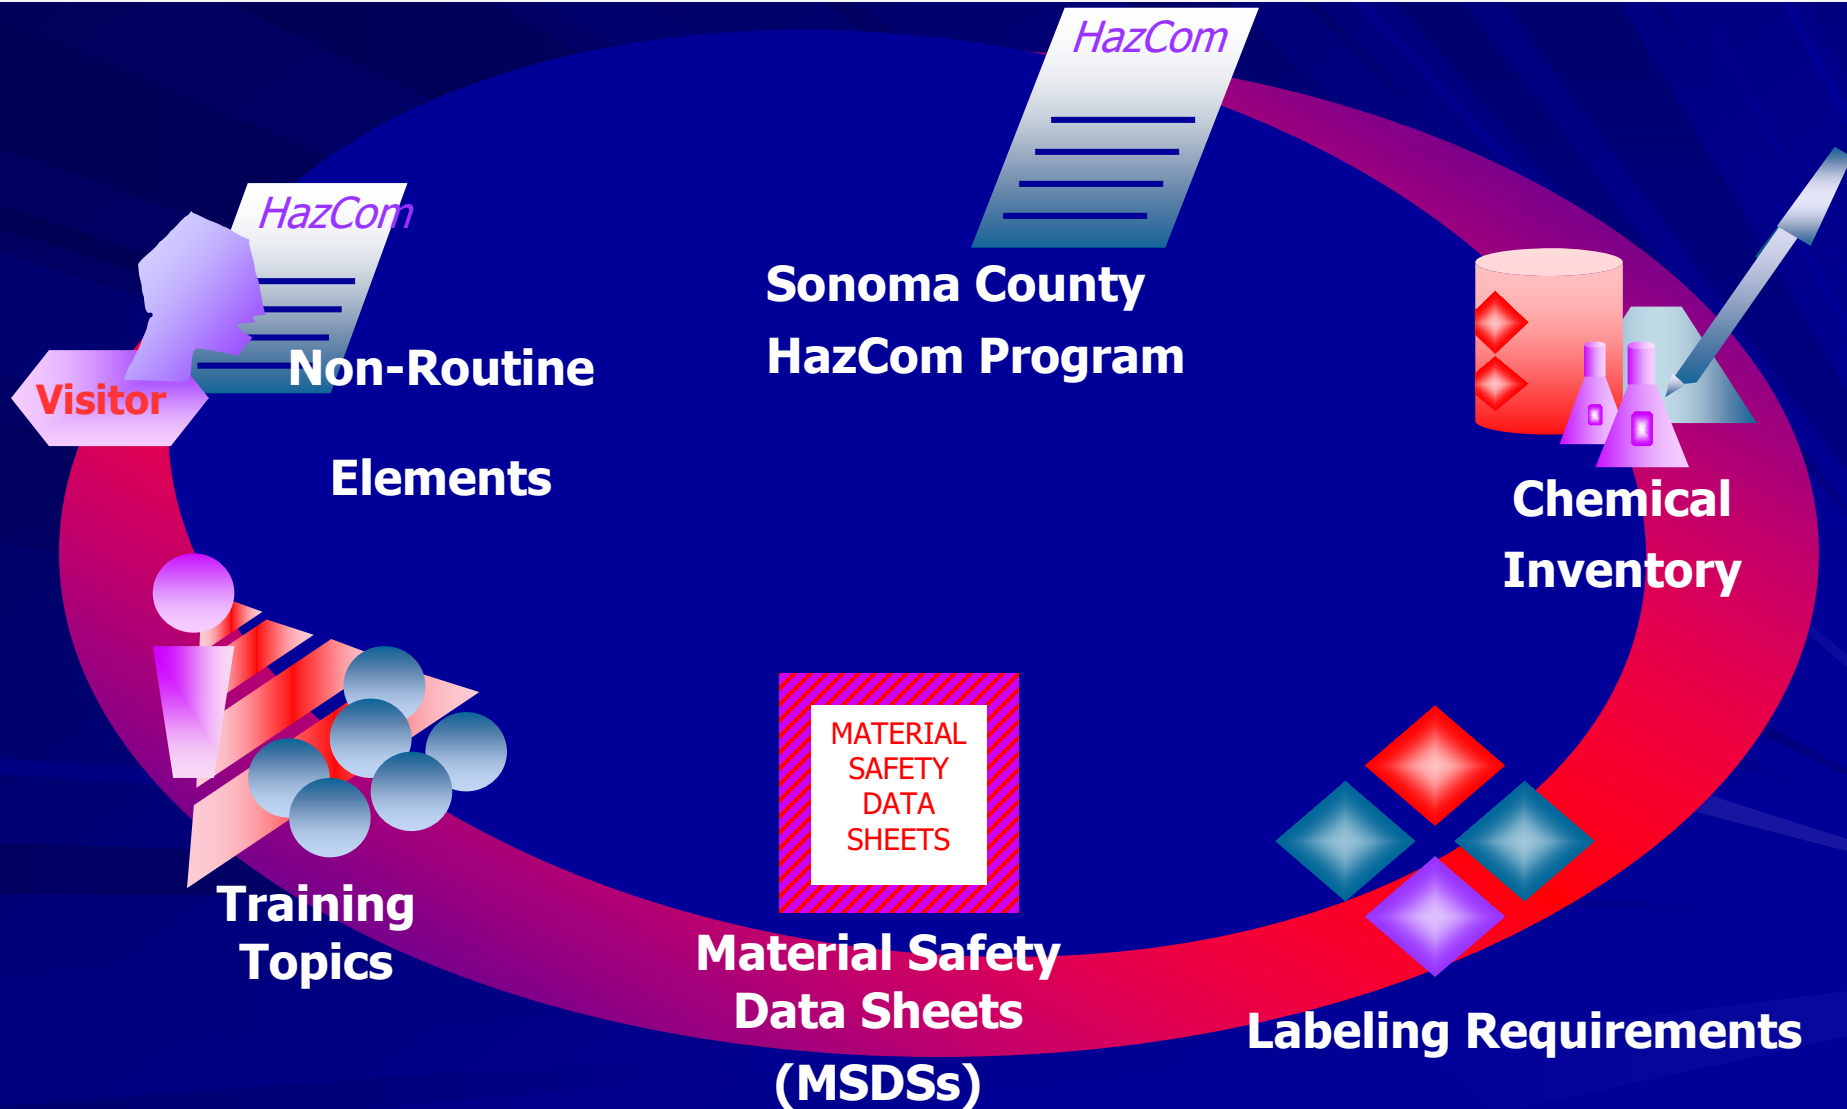 HazCom
Sonoma County
HazCom Program
Chemical
Inventory
Labeling Requirements
MATERIAL
SAFETY
DATA
SHEETS
Material Safety
Data Sheets
(MSDSs)
Training
Topics
HazCom
Visitor
Non-Routine
Elements